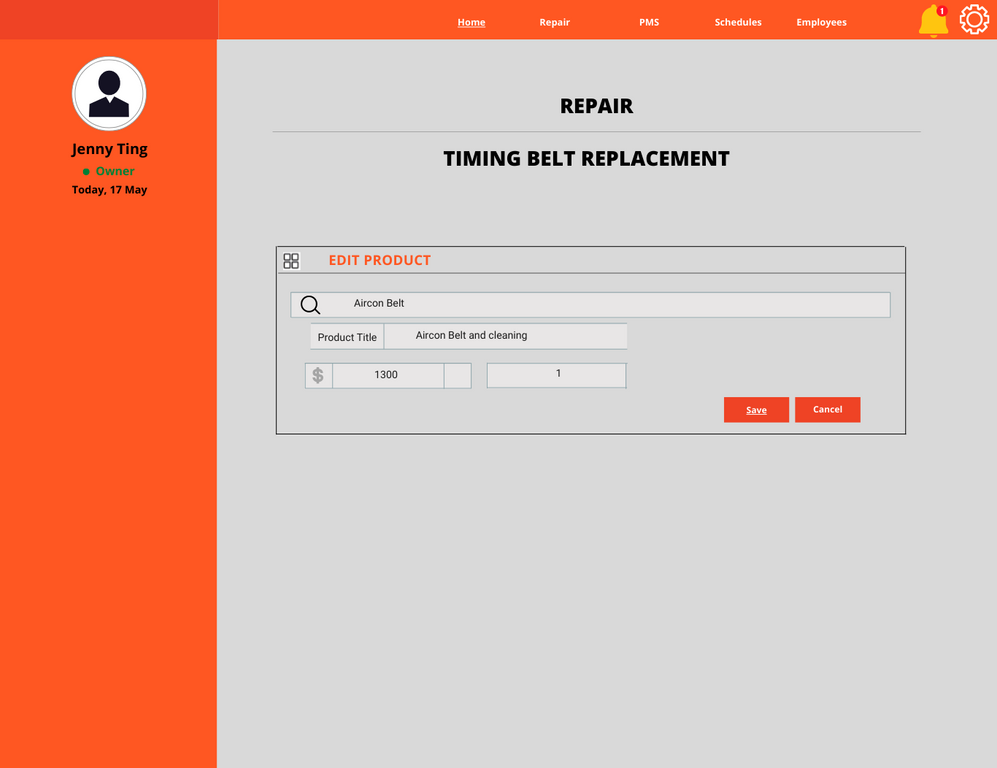 Home Repair PMS Schedules Employees 1
Jenny Ting
Owner
Today, 17 May
REPAIR
TIMING BELT REPLACEMENT
EDIT PRODUCT
Aircon Belt
Product Title Aircon Belt and cleaning
$ 1300 1
Save Cancel